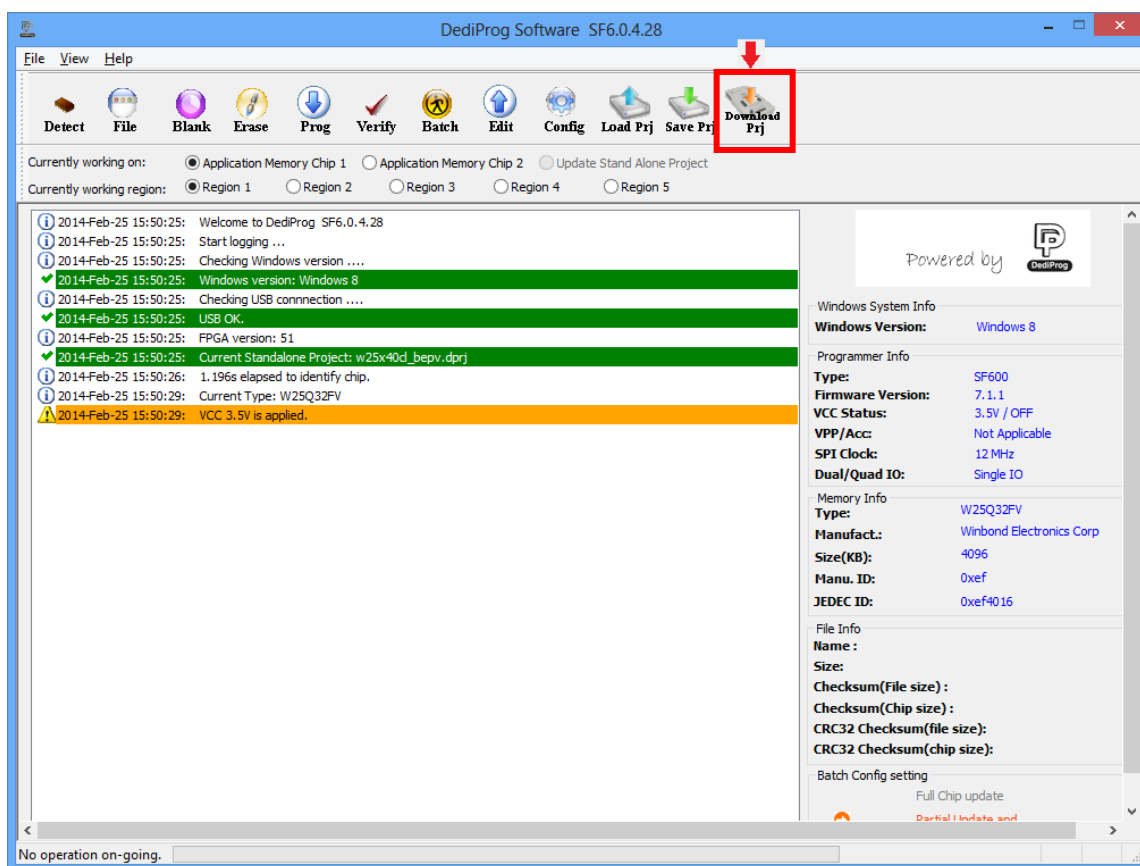 DediProg Software SF6.0.4.28
File View Help
Detect File Blank Erase Prog Verify Batch Edit Config Load Prj Save Prj Download Prj
Currently working on: Application Memory Chip 1 Application Memory Chip 2 Update Stand Alone Project
Currently working region: Region 1 Region 2 Region 3 Region 4 Region 5
2014-Feb-25 15:50:25: Welcome to DediProg SF6.0.4.28
2014-Feb-25 15:50:25: Start logging ...
2014-Feb-25 15:50:25: Checking Windows version ....
2014-Feb-25 15:50:25: Windows version: Windows 8
2014-Feb-25 15:50:25: Checking USB connnection ....
2014-Feb-25 15:50:25: USB OK.
2014-Feb-25 15:50:25: FPGA version: 51
2014-Feb-25 15:50:25: Current Standalone Project: w25x40cl_bepv.dprj
2014-Feb-25 15:50:26: 1.196s elapsed to identify chip.
2014-Feb-25 15:50:29: Current Type: W25Q32FV
2014-Feb-25 15:50:29: VCC 3.5V is applied.
Powered by DediProg
Windows System Info
Windows Version: Windows 8
Programmer Info
Type: SF600
Firmware Version: 7.1.1
VCC Status: 3.5V / OFF
VPP/Acc: Not Applicable
SPI Clock: 12 MHz
Dual/Quad IO: Single IO
Memory Info
Type: W25Q32FV
Manufact.: Winbond Electronics Corp
Size(KB): 4096
Manu. ID: 0xef
JEDEC ID: 0xef4016
File Info
Name :
Size:
Checksum(File size) :
Checksum(Chip size) :
CRC32 Checksum(file size):
CRC32 Checksum(chip size):
Batch Config setting
Full Chip update
Partial Update and
No operation on-going.